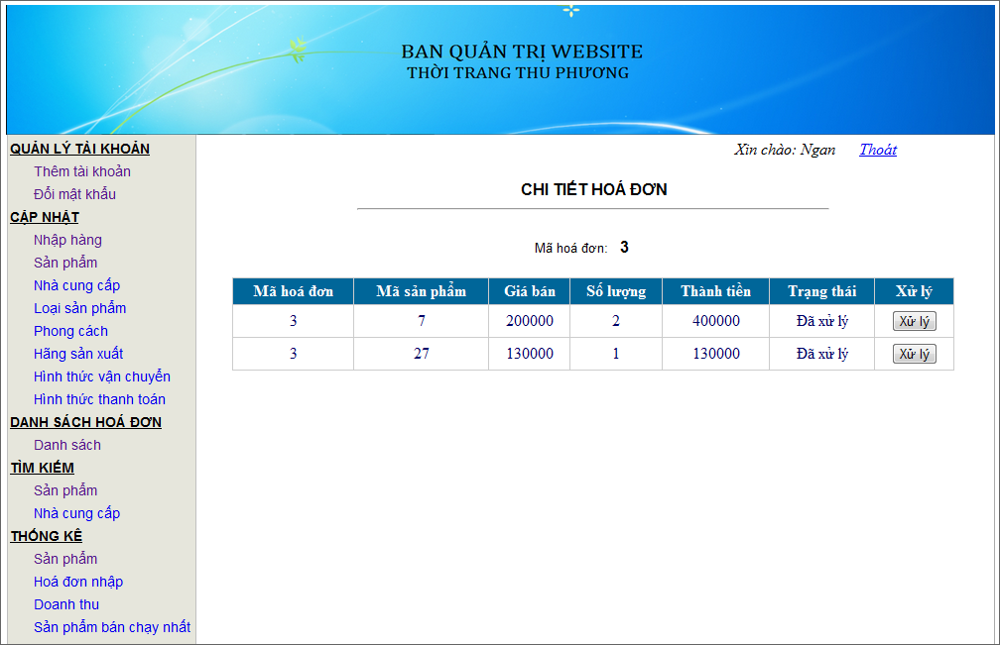 BAN QUẢN TRỊ WEBSITE
THỜI TRANG THU PHƯƠNG
Xin chào: Ngan Thoát
QUẢN LÝ TÀI KHOẢN
Thêm tài khoản
Đổi mật khẩu
CẬP NHẬT
Nhập hàng
Sản phẩm
Nhà cung cấp
Loại sản phẩm
Phong cách
Hãng sản xuất
Hình thức vận chuyển
Hình thức thanh toán
DANH SÁCH HOÁ ĐƠN
Danh sách
TÌM KIẾM
Sản phẩm
Nhà cung cấp
THỐNG KÊ
Sản phẩm
Hoá đơn nhập
Doanh thu
Sản phẩm bán chạy nhất
CHI TIẾT HOÁ ĐƠN
Mã hoá đơn: 3
Mã hoá đơn Mã sản phẩm Giá bán Số lượng Thành tiền Trạng thái Xử lý
3 7 200000 2 400000 Đã xử lý Xử lý
3 27 130000 1 130000 Đã xử lý Xử lý